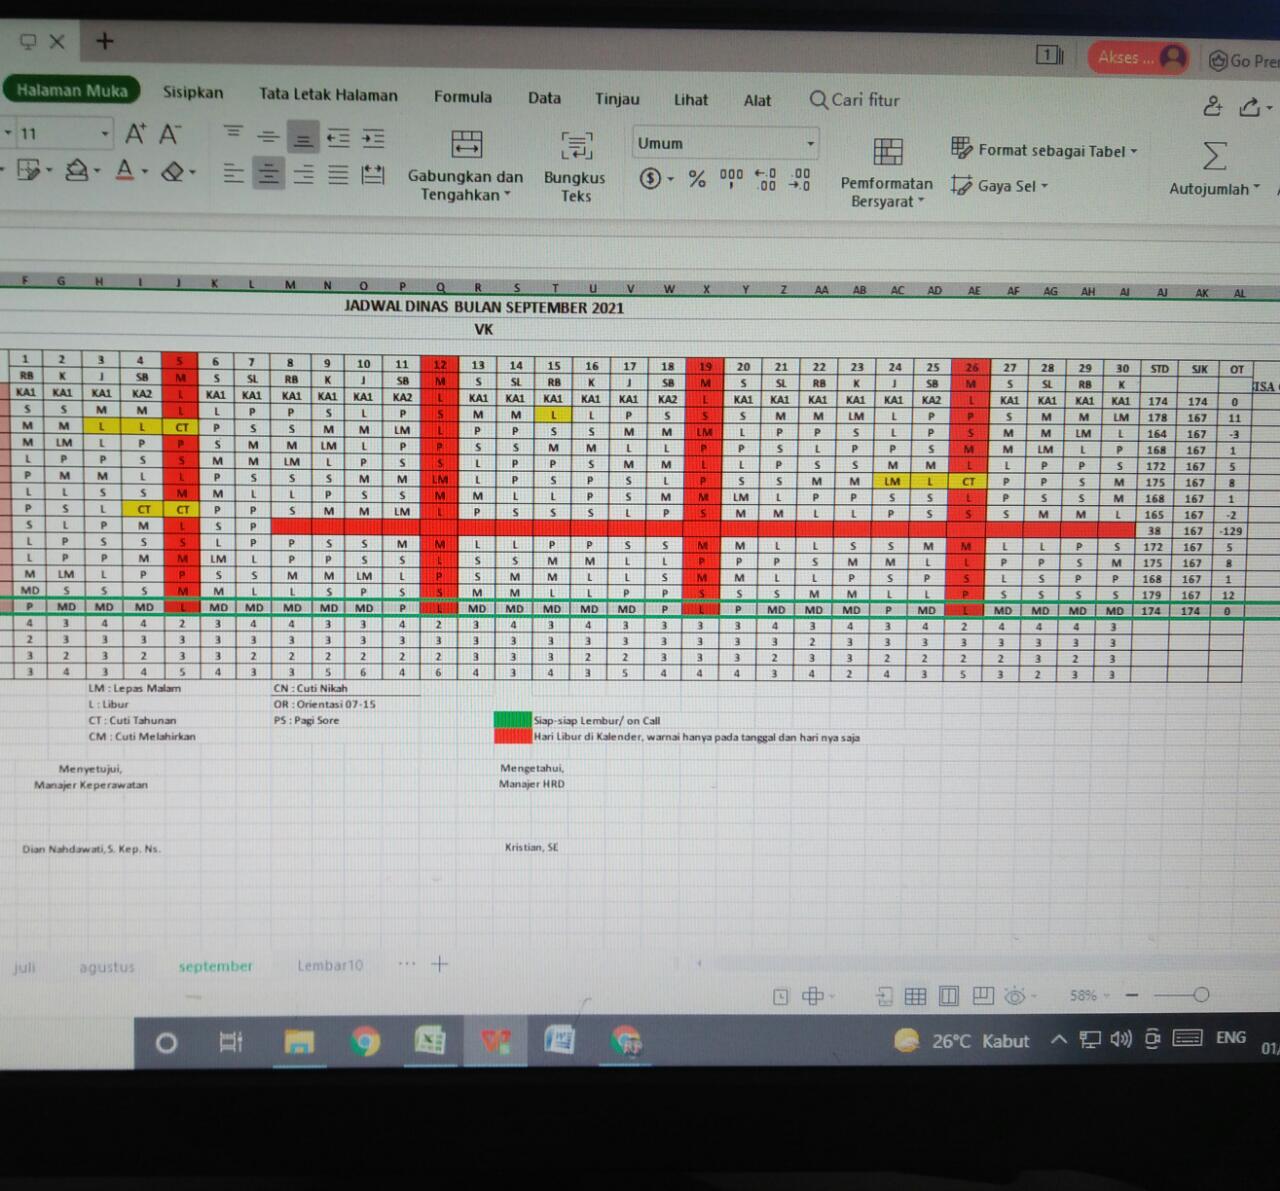 Akses ...
Go Pre
Halaman Muka Sisipkan Tata Letak Halaman Formula Data Tinjau Lihat Alat Cari fitur
11 A+ A- Umum Format sebagai Tabel
Gabungkan dan Tengahkan Bungkus Teks Pemformatan Bersyarat Gaya Sel Autojumlah
F G H I J K L M N O P Q R S T U V W X Y Z AA AB AC AD AE AF AG AH AI AJ AK AL
JADWAL DINAS BULAN SEPTEMBER 2021
VK
1 2 3 4 5 6 7 8 9 10 11 12 13 14 15 16 17 18 19 20 21 22 23 24 25 26 27 28 29 30 STD SJK OT
RB K J SB M S SL RB K J SB M S SL RB K J SB M S SL RB K J SB M S SL RB K
KA1 KA1 KA1 KA2 L KA1 KA1 KA1 KA1 KA1 KA2 L KA1 KA1 KA1 KA1 KA1 KA2 L KA1 KA1 KA1 KA1 KA1 KA2 L KA1 KA1 KA1 KA1 174 174 0
S S M M L L P P S L P S M M L L P S S S M M LM L P P S M M LM 178 167 11
M M L L CT P S S M M LM L P P S S M M LM L P P S L P S M M LM L 164 167 -3
M LM L P P S M M LM L P P S S M M L L P P S L P P S M M LM L P 168 167 1
L P P S S M M LM L P S S L P P S M M L L P S S M M L L P P S 172 167 5
P M M L L P S S S M M LM L P S P S L P S S M M LM L CT P P S M 175 167 8
L L S S M M L L P S S M M L L P S M M LM L P P S S L P S S M 168 167 1
P S L CT CT P P S M M LM L P S S S L P S M M L L P S S S M M L 165 167 -2
S L P M L S P 38 167 -129
L P S S S L P P S S M M L L P P S S M M L L S S M M L L P S 172 167 5
L P P M M LM L P P S S L S S M M L L P P P S M M L L P P S M 175 167 8
M LM L P P S S M M LM L P S M M L L S M M L L P S P S L S P P 168 167 1
MD S S S M M L L S P S S M M L L P P S S S M M L L P S S S S 179 167 12
P MD MD MD L MD MD MD MD MD P L MD MD MD MD MD P L P MD MD MD P MD L MD MD MD MD 174 174 0
4 3 4 4 2 3 4 4 3 3 4 2 3 3 4 3 4 3 3 3 4 3 4 3 4 2 4 4 4 3
2 3 3 3 3 3 3 3 3 3 3 3 3 3 3 3 3 3 3 3 3 2 3 3 3 3 3 3 3 3
3 2 3 2 3 3 2 2 2 2 2 2 3 3 3 2 2 3 3 3 2 3 3 2 2 2 2 3 2 3
3 4 3 4 5 4 3 3 5 6 4 6 4 3 4 3 5 4 4 4 3 4 2 4 3 5 3 2 3 3
LM : Lepas Malam CN : Cuti Nikah
L : Libur OR : Orientasi 07-15
CT : Cuti Tahunan PS : Pagi Sore Siap-siap Lembur/ on Call
CM : Cuti Melahirkan Hari Libur di Kalender, warnai hanya pada tanggal dan hari nya saja
Menyetujui, Mengetahui,
Manajer Keperawatan Manajer HRD
Dian Nahdawati, S. Kep. Ns. Kristian, SE
juli agustus september Lembar10 ...
58%
26°C Kabut ENG
01/